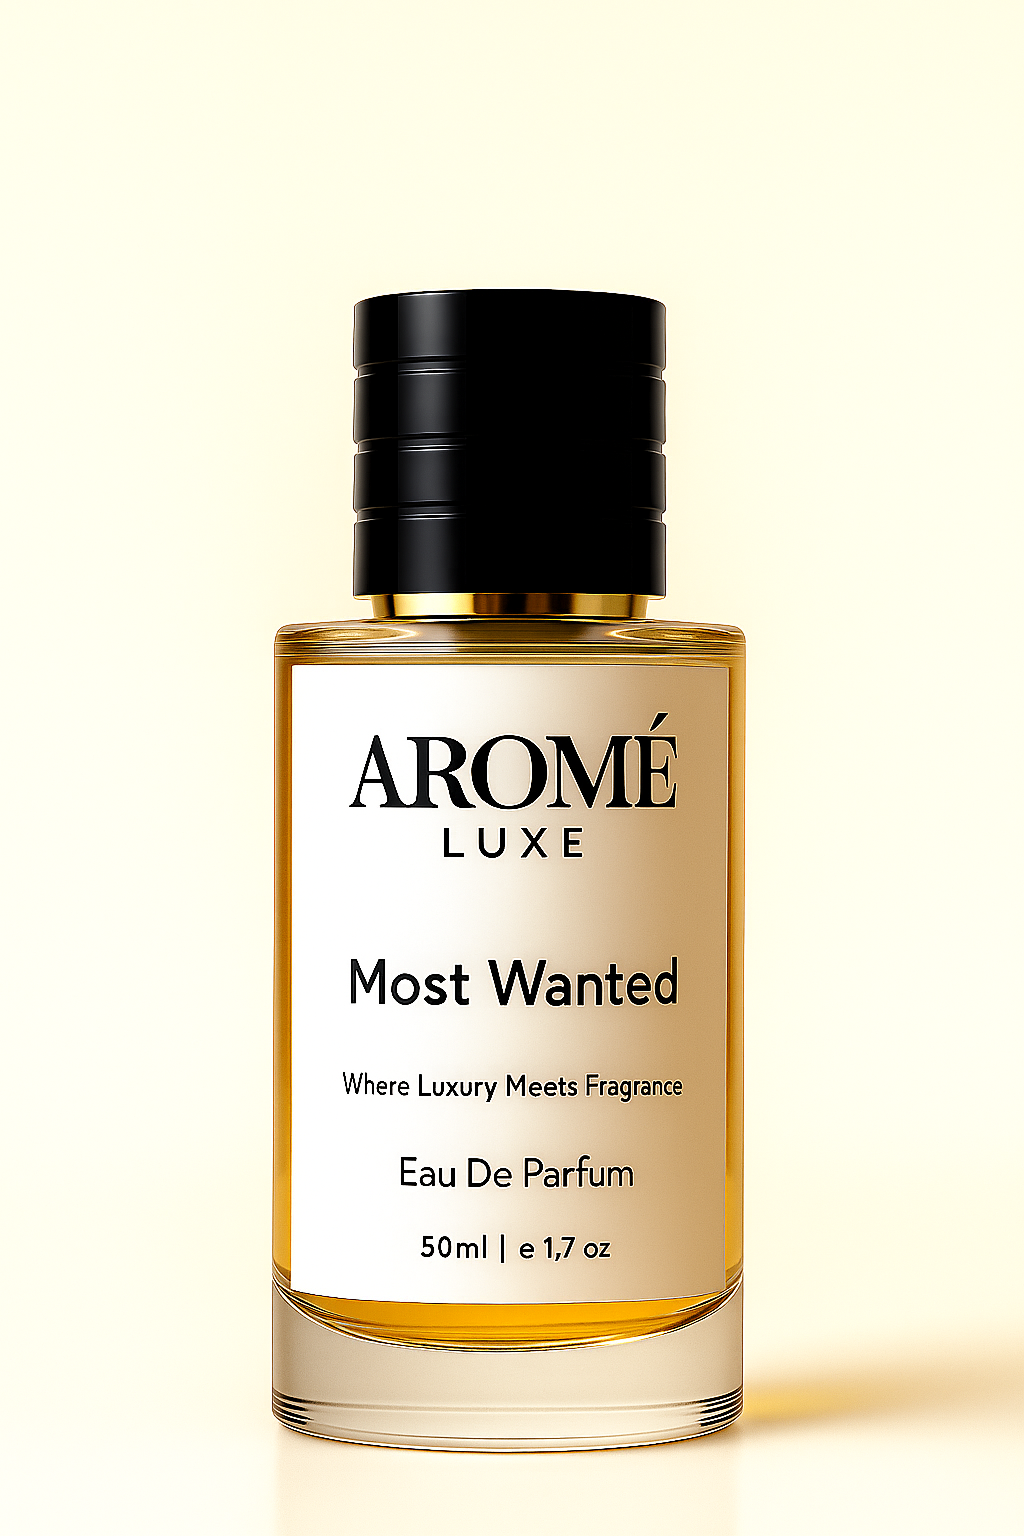 AROMÉ
LUXE
Most Wanted
Where Luxury Meets Fragrance
Eau De Parfum
50ml | e 1,7 oz